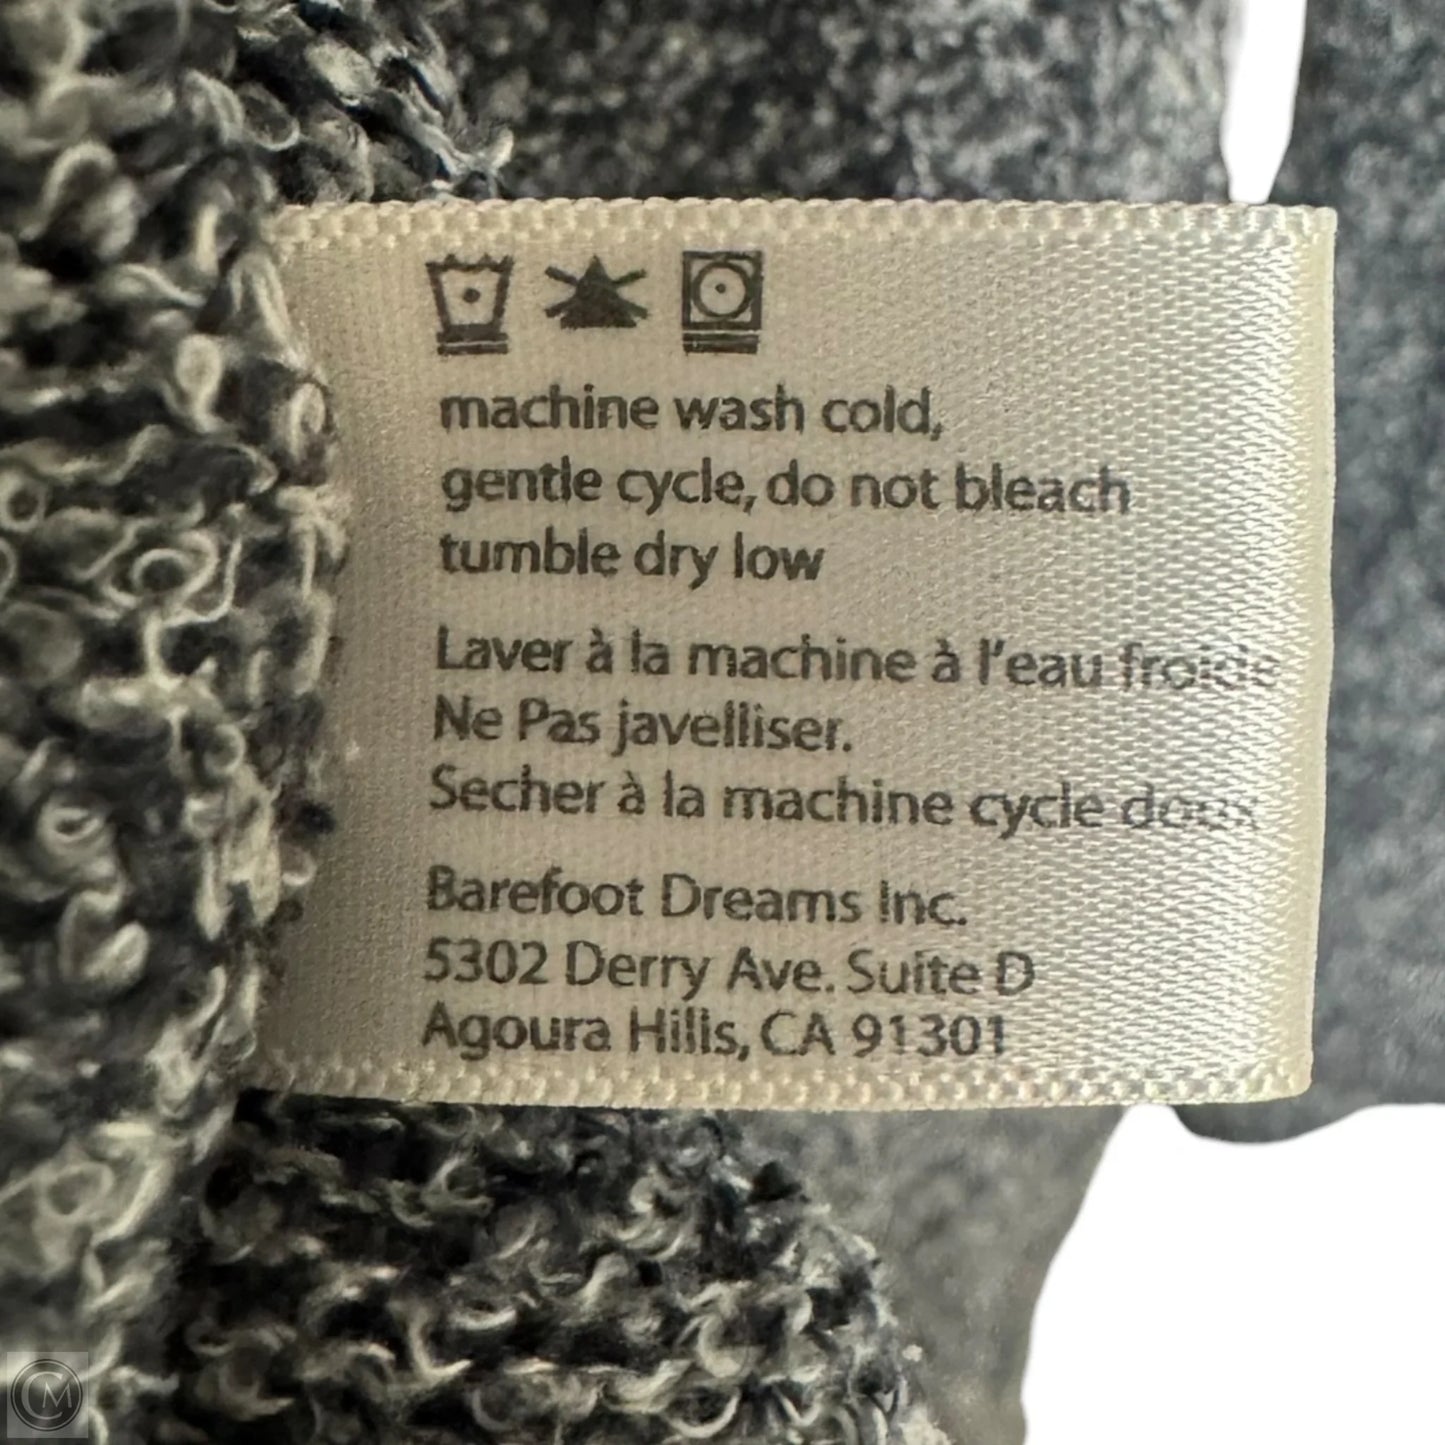 machine wash cold,
gentle cycle, do not bleach
tumble dry low
Laver à la machine à l'eau froide
Ne Pas javelliser.
Secher à la machine cycle doux
Barefoot Dreams Inc.
5302 Derry Ave. Suite D
Agoura Hills, CA 91301
CM